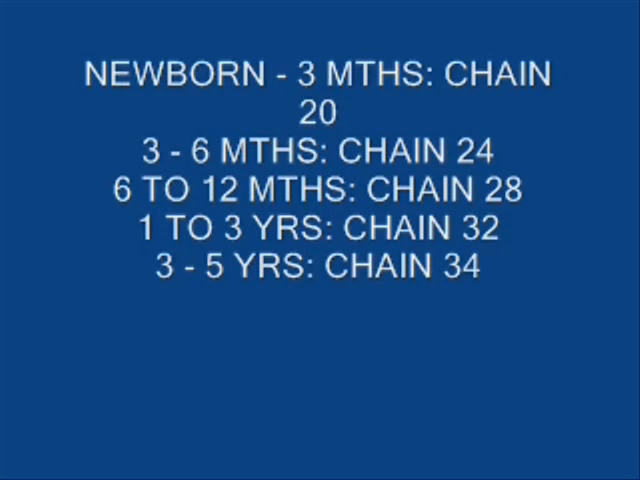 NEWBORN - 3 MTHS: CHAIN
20
3 - 6 MTHS: CHAIN 24
6 TO 12 MTHS: CHAIN 28
1 TO 3 YRS: CHAIN 32
3 - 5 YRS: CHAIN 34